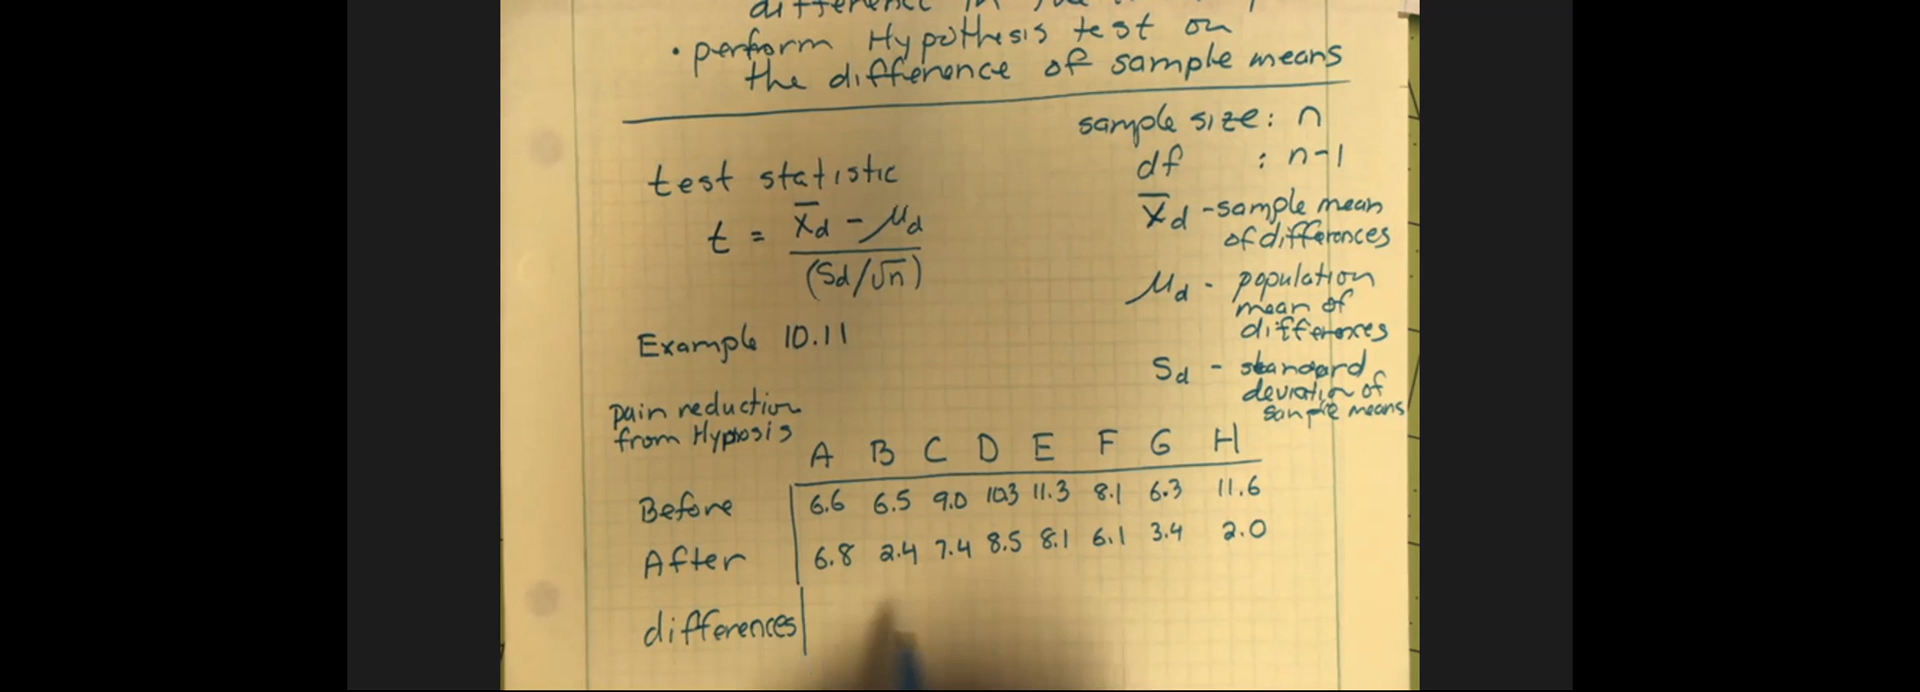 difference in
• perform Hypothesis test on
the difference of sample means
sample size: n
df : n-1
x̄d - sample mean
of differences
μd - population
mean of
differences
Sd - standard
deviation of
sample means
test statistic
t = x̄d - μd
(Sd/√n)
Example 10.11
pain reduction
from Hypnosis
A B C D E F G H
Before 6.6 6.5 9.0 10.3 11.3 8.1 6.3 11.6
After 6.8 2.4 7.4 8.5 8.1 6.1 3.4 2.0
differences